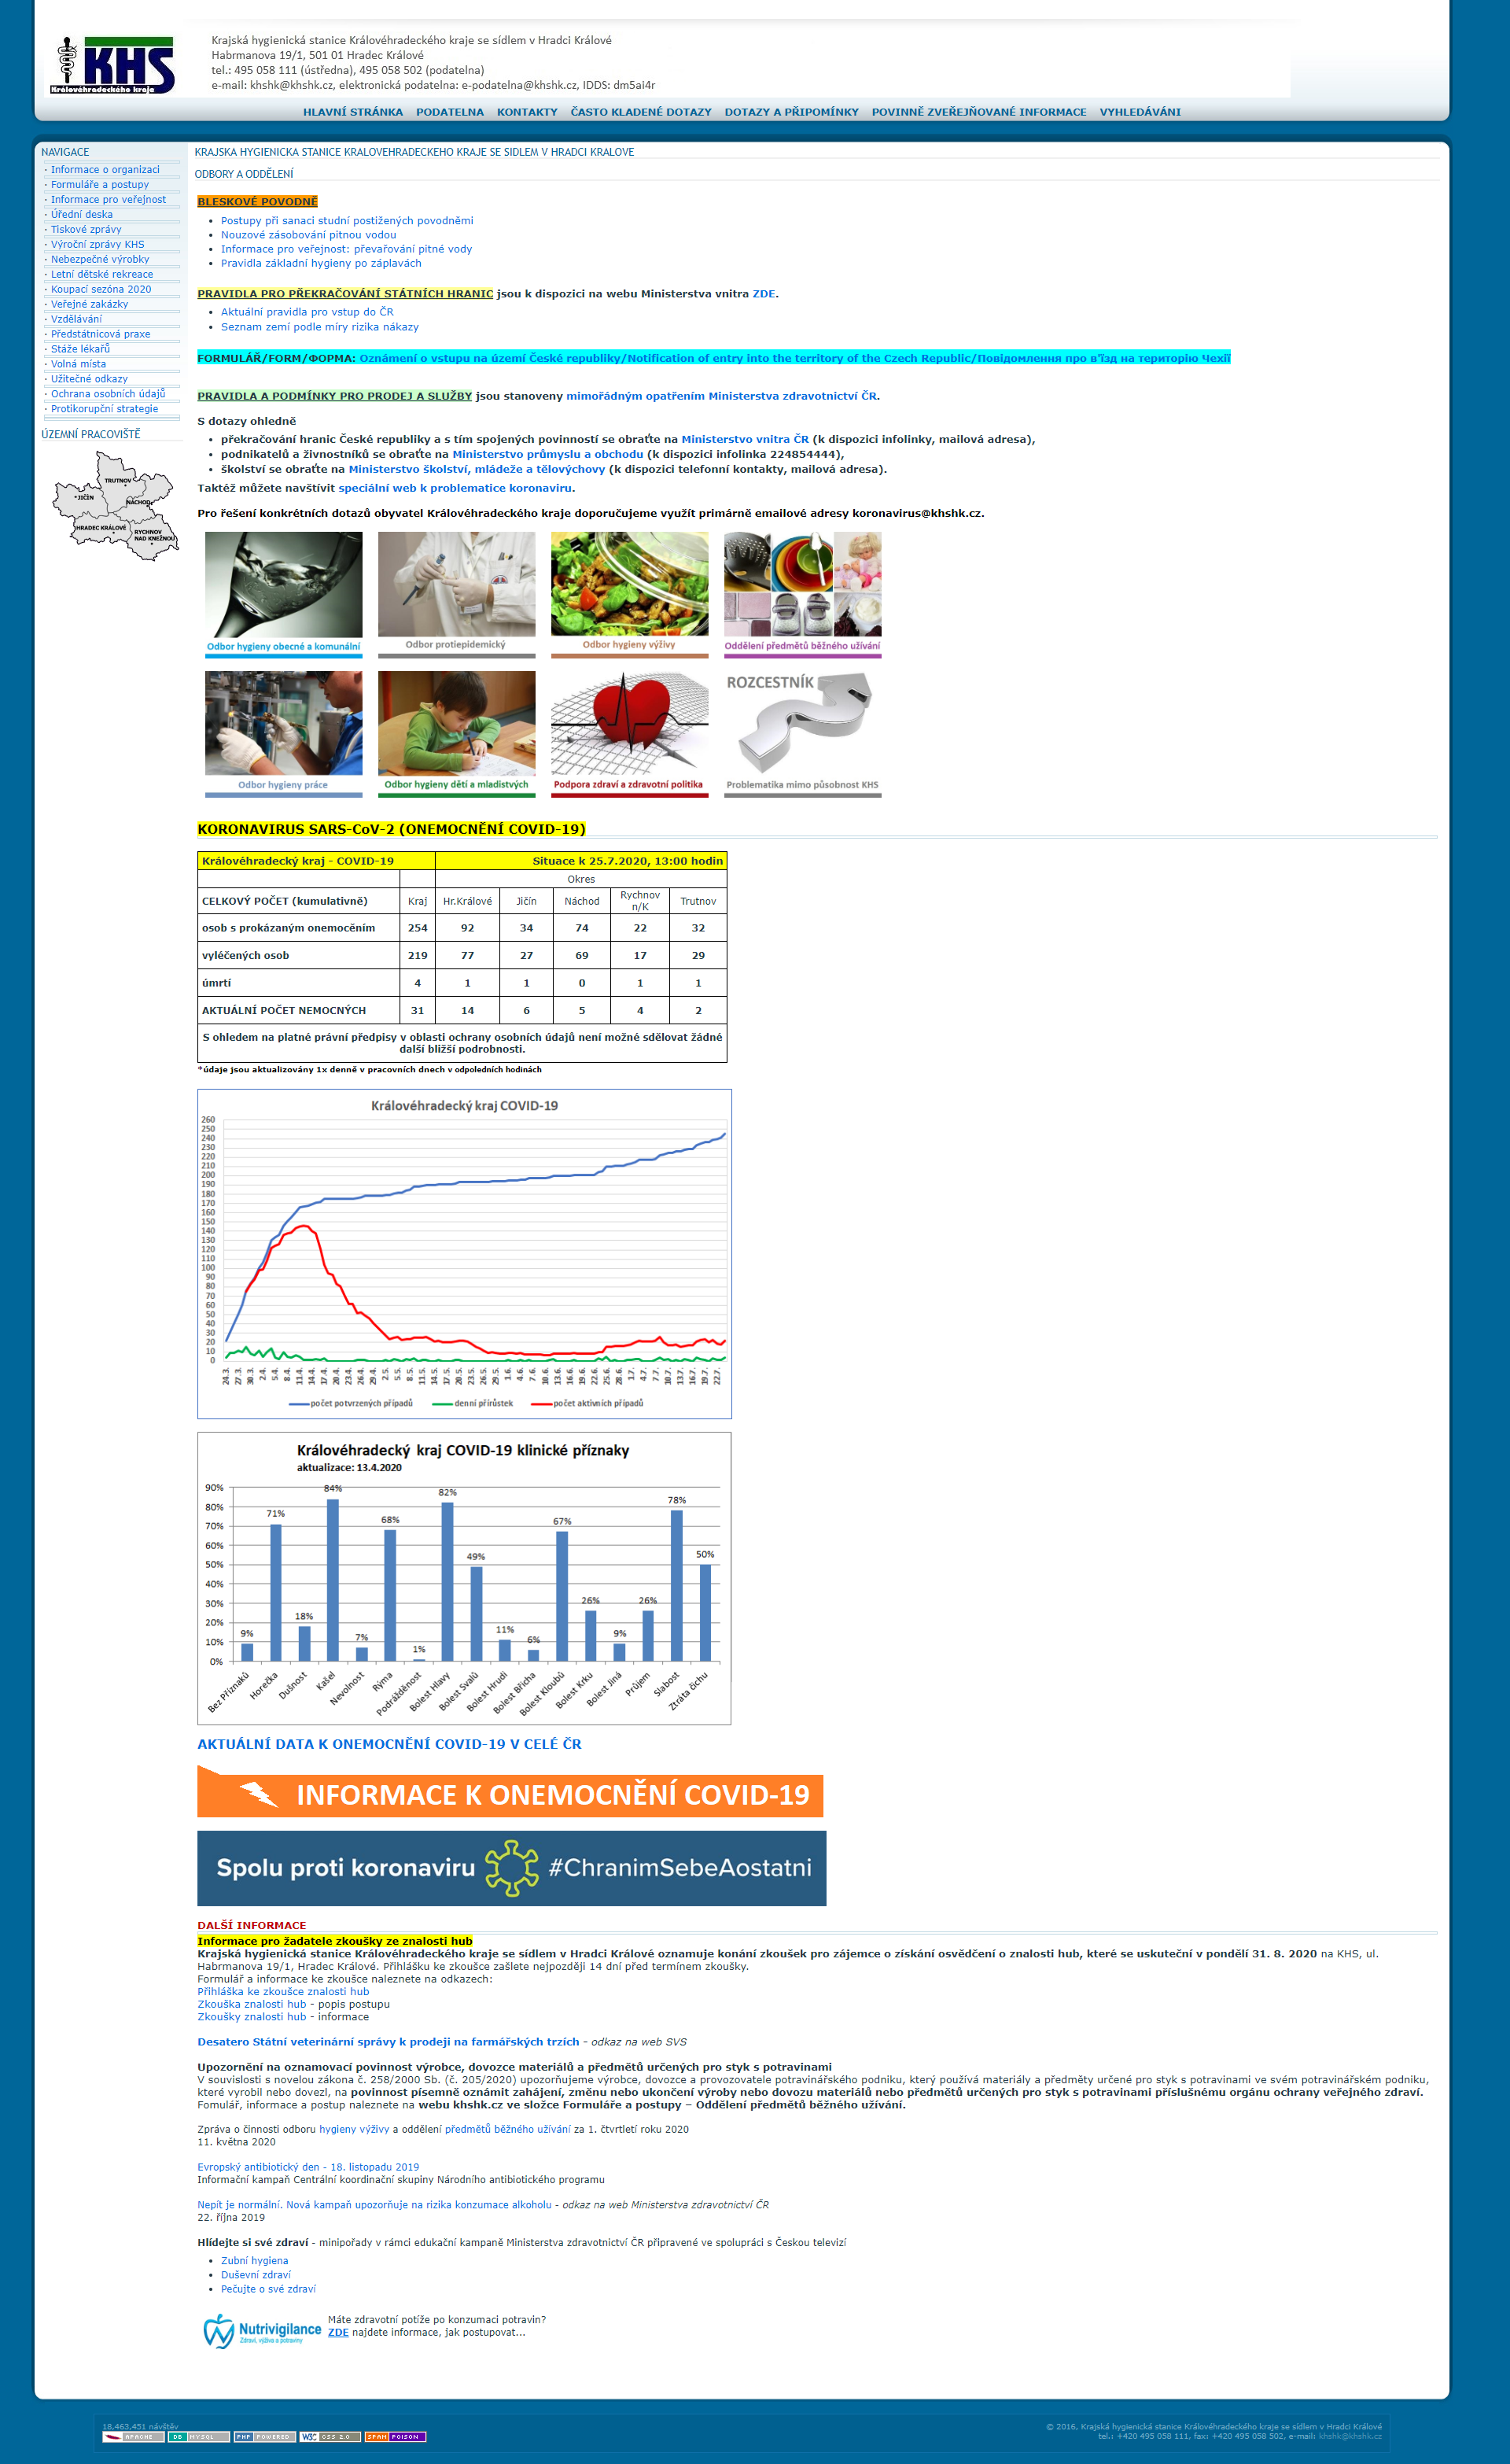 KHS
Královéhradeckého kraje
Krajská hygienická stanice Královéhradeckého kraje se sídlem v Hradci Králové
Habrmanova 19/1, 501 01 Hradec Králové
tel.: 495 058 111 (ústředna), 495 058 502 (podatelna)
e-mail: khshk@khshk.cz, elektronická podatelna: e-podatelna@khshk.cz, IDDS: dm5ai4r
HLAVNÍ STRÁNKA PODATELNA KONTAKTY ČASTO KLADENÉ DOTAZY DOTAZY A PŘIPOMÍNKY POVINNĚ ZVEŘEJŇOVANÉ INFORMACE VYHLEDÁVÁNI
NAVIGACE
· Informace o organizaci
· Formuláře a postupy
· Informace pro veřejnost
· Úřední deska
· Tiskové zprávy
· Výroční zprávy KHS
· Nebezpečné výrobky
· Letní dětské rekreace
· Koupací sezóna 2020
· Veřejné zakázky
· Vzdělávání
· Předstátnicová praxe
· Stáže lékařů
· Volná místa
· Užitečné odkazy
· Ochrana osobních údajů
· Protikorupční strategie
ÚZEMNÍ PRACOVIŠTĚ
TRUTNOV
JIČÍN
NÁCHOD
HRADEC KRÁLOVÉ
RYCHNOV
NAD KNEŽNOU
KRAJSKA HYGIENICKA STANICE KRALOVEHRADECKEHO KRAJE SE SIDLEM V HRADCI KRALOVE
ODBORY A ODDĚLENÍ
BLESKOVÉ POVODNĚ
• Postupy při sanaci studní postižených povodněmi
• Nouzové zásobování pitnou vodou
• Informace pro veřejnost: převařování pitné vody
• Pravidla základní hygieny po záplavách
PRAVIDLA PRO PŘEKRAČOVÁNÍ STÁTNÍCH HRANIC jsou k dispozici na webu Ministerstva vnitra ZDE.
• Aktuální pravidla pro vstup do ČR
• Seznam zemí podle míry rizika nákazy
FORMULÁŘ/FORM/ФОРМА: Oznámení o vstupu na území České republiky/Notification of entry into the territory of the Czech Republic/Повідомлення про в'їзд на територію Чехії
PRAVIDLA A PODMÍNKY PRO PRODEJ A SLUŽBY jsou stanoveny mimořádným opatřením Ministerstva zdravotnictví ČR.
S dotazy ohledně
• překračování hranic České republiky a s tím spojených povinností se obraťte na Ministerstvo vnitra ČR (k dispozici infolinky, mailová adresa),
• podnikatelů a živnostníků se obraťte na Ministerstvo průmyslu a obchodu (k dispozici infolinka 224854444),
• školství se obraťte na Ministerstvo školství, mládeže a tělovýchovy (k dispozici telefonní kontakty, mailová adresa).
Taktéž můžete navštívit speciální web k problematice koronaviru.
Pro řešení konkrétních dotazů obyvatel Královéhradeckého kraje doporučujeme využít primárně emailové adresy koronavirus@khshk.cz.
Odbor hygieny obecné a komunální
Odbor protiepidemický
Odbor hygieny výživy
Oddělení předmětů běžného užívání
Odbor hygieny práce
Odbor hygieny dětí a mladistvých
Podpora zdraví a zdravotní politika
ROZCESTNÍK
Problematika mimo působnost KHS
KORONAVIRUS SARS-CoV-2 (ONEMOCNĚNÍ COVID-19)
Královéhradecký kraj - COVID-19 Situace k 25.7.2020, 13:00 hodin
Okres
CELKOVÝ POČET (kumulativně) Kraj Hr.Králové Jičín Náchod Rychnov n/K Trutnov
osob s prokázaným onemocěním 254 92 34 74 22 32
vyléčených osob 219 77 27 69 17 29
úmrtí 4 1 1 0 1 1
AKTUÁLNÍ POČET NEMOCNÝCH 31 14 6 5 4 2
S ohledem na platné právní předpisy v oblasti ochrany osobních údajů není možné sdělovat žádné
další bližší podrobnosti.
*údaje jsou aktualizovány 1x denně v pracovních dnech v odpoledních hodinách
Královéhradecký kraj COVID-19
260
250
240
230
220
210
200
190
180
170
160
150
140
130
120
110
100
90
80
70
60
50
40
30
20
10
0
24.3. 27.3. 30.3. 2.4. 5.4. 8.4. 11.4. 14.4. 17.4. 20.4. 23.4. 26.4. 29.4. 2.5. 5.5. 8.5. 11.5. 14.5. 17.5. 20.5. 23.5. 26.5. 29.5. 1.6. 4.6. 7.6. 10.6. 13.6. 16.6. 19.6. 22.6. 25.6. 28.6. 1.7. 4.7. 7.7. 10.7. 13.7. 16.7. 19.7. 22.7.
počet potvrzených případů denní přírůstek počet aktivních případů
Královéhradecký kraj COVID-19 klinické příznaky
aktualizace: 13.4.2020
90%
80%
70%
60%
50%
40%
30%
20%
10%
0%
9% 71% 18% 84% 7% 68% 1% 82% 49% 11% 6% 67% 26% 9% 26% 78% 50%
Bez Příznaků Horečka Dušnost Kašel Nevolnost Rýma Podrážděnost Bolest Hlavy Bolest Svalů Bolest Hrudi Bolest Břicha Bolest Kloubů Bolest Krku Bolest Jiná Průjem Slabost Ztráta čichu
AKTUÁLNÍ DATA K ONEMOCNĚNÍ COVID-19 V CELÉ ČR
INFORMACE K ONEMOCNĚNÍ COVID-19
Spolu proti koronaviru #ChranimSebeAostatni
DALŠÍ INFORMACE
Informace pro žadatele zkoušky ze znalosti hub
Krajská hygienická stanice Královéhradeckého kraje se sídlem v Hradci Králové oznamuje konání zkoušek pro zájemce o získání osvědčení o znalosti hub, které se uskuteční v pondělí 31. 8. 2020 na KHS, ul.
Habrmanova 19/1, Hradec Králové. Přihlášku ke zkoušce zašlete nejpozději 14 dní před termínem zkoušky.
Formulář a informace ke zkoušce naleznete na odkazech:
Přihláška ke zkoušce znalosti hub
Zkouška znalosti hub - popis postupu
Zkoušky znalosti hub - informace
Desatero Státní veterinární správy k prodeji na farmářských trzích - odkaz na web SVS
Upozornění na oznamovací povinnost výrobce, dovozce materiálů a předmětů určených pro styk s potravinami
V souvislosti s novelou zákona č. 258/2000 Sb. (č. 205/2020) upozorňujeme výrobce, dovozce a provozovatele potravinářského podniku, který používá materiály a předměty určené pro styk s potravinami ve svém potravinářském podniku,
které vyrobil nebo dovezl, na povinnost písemně oznámit zahájení, změnu nebo ukončení výroby nebo dovozu materiálů nebo předmětů určených pro styk s potravinami příslušnému orgánu ochrany veřejného zdraví.
Fomulář, informace a postup naleznete na webu khshk.cz ve složce Formuláře a postupy – Oddělení předmětů běžného užívání.
Zpráva o činnosti odboru hygieny výživy a oddělení předmětů běžného užívání za 1. čtvrtletí roku 2020
11. května 2020
Evropský antibiotický den - 18. listopadu 2019
Informační kampaň Centrální koordinační skupiny Národního antibiotického programu
Nepít je normální. Nová kampaň upozorňuje na rizika konzumace alkoholu - odkaz na web Ministerstva zdravotnictví ČR
22. října 2019
Hlídejte si své zdraví - minipořady v rámci edukační kampaně Ministerstva zdravotnictví ČR připravené ve spolupráci s Českou televizí
• Zubní hygiena
• Duševní zdraví
• Pečujte o své zdraví
Nutrivigilance
Zdraví, výživa a potraviny
Máte zdravotní potíže po konzumaci potravin?
ZDE najdete informace, jak postupovat...
18,463,451 návštěv
APACHE DB MYSQL PHP POWERED W3C CSS 2.0 SPAM POISON
© 2016, Krajská hygienická stanice Královéhradeckého kraje se sídlem v Hradci Králové
tel.: +420 495 058 111, fax: +420 495 058 502, e-mail: khshk@khshk.cz